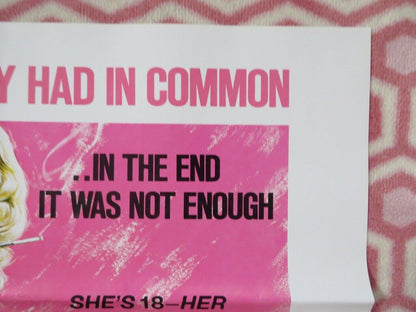 Y HAD IN COMMON
..IN THE END
IT WAS NOT ENOUGH
SHE'S 18—HER